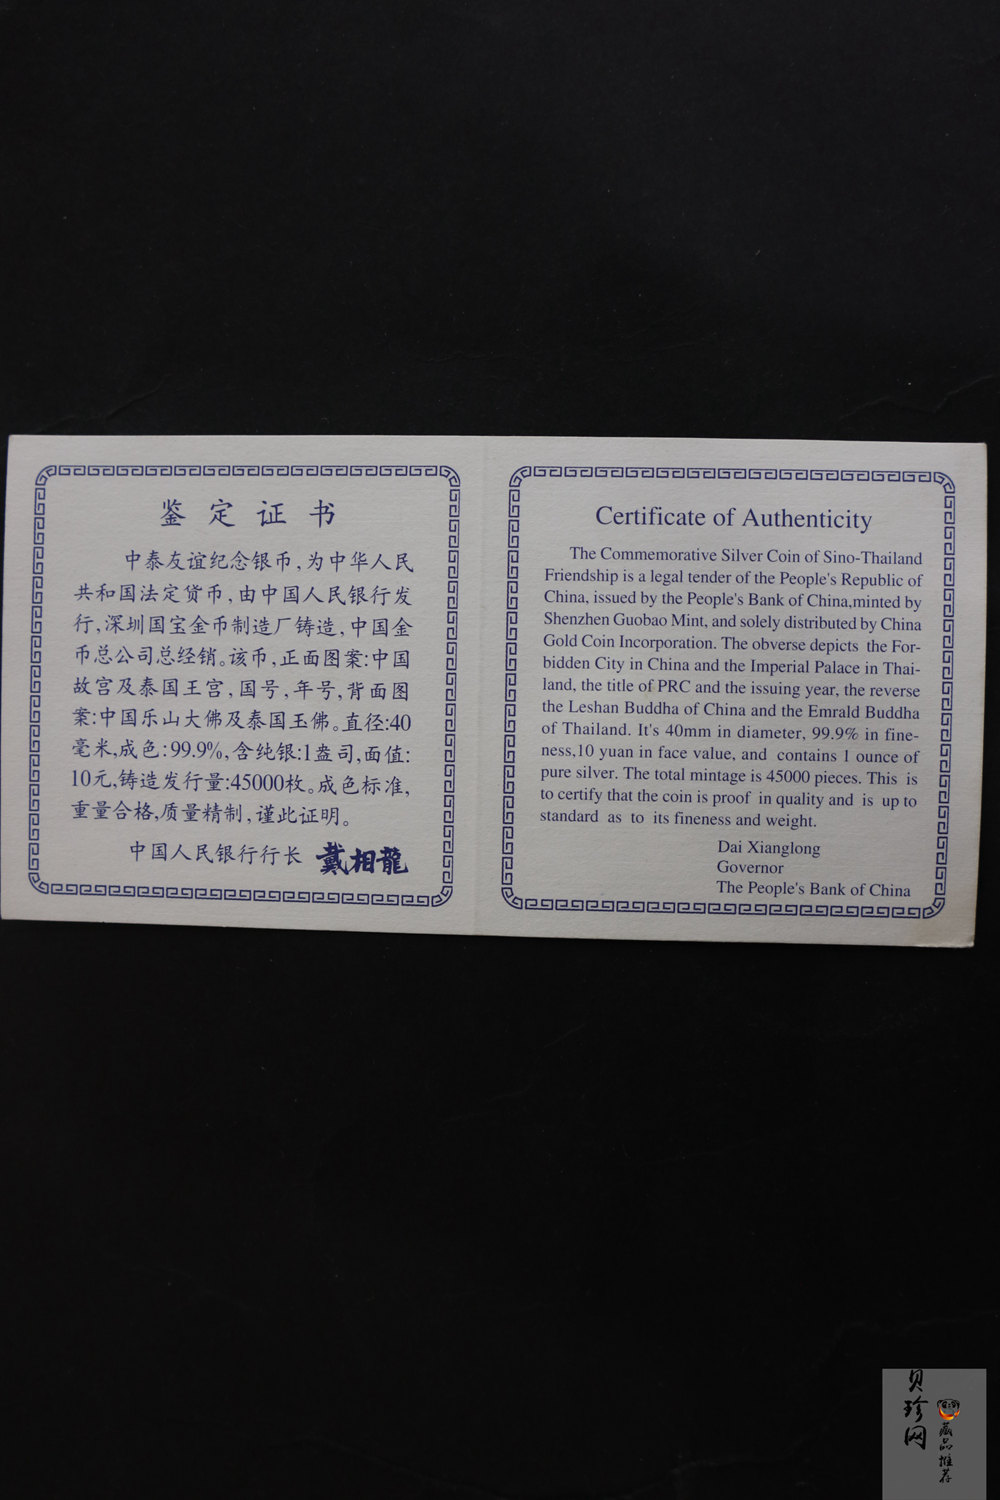 鉴定证书
中泰友谊纪念银币,为中华人民
共和国法定货币,由中国人民银行发
行,深圳国宝金币制造厂铸造,中国金
币总公司总经销。该币,正面图案:中国
故宫及泰国王宫,国号,年号,背面图
案:中国乐山大佛及泰国玉佛。直径:40
毫米,成色:99.9%,含纯银:1盎司,面值:
10元,铸造发行量:45000枚。成色标准,
重量合格,质量精制,谨此证明。
中国人民银行行长 戴相龍
Certificate of Authenticity
The Commemorative Silver Coin of Sino-Thailand
Friendship is a legal tender of the People's Republic of
China, issued by the People's Bank of China,minted by
Shenzhen Guobao Mint, and solely distributed by China
Gold Coin Incorporation. The obverse depicts the For-
bidden City in China and the Imperial Palace in Thai-
land, the title of PRC and the issuing year, the reverse
the Leshan Buddha of China and the Emrald Buddha
of Thailand. It's 40mm in diameter, 99.9% in fine-
ness,10 yuan in face value, and contains 1 ounce of
pure silver. The total mintage is 45000 pieces. This is
to certify that the coin is proof in quality and is up to
standard as to its fineness and weight.
Dai Xianglong
Governor
The People's Bank of China
贝珍网
藏品推荐